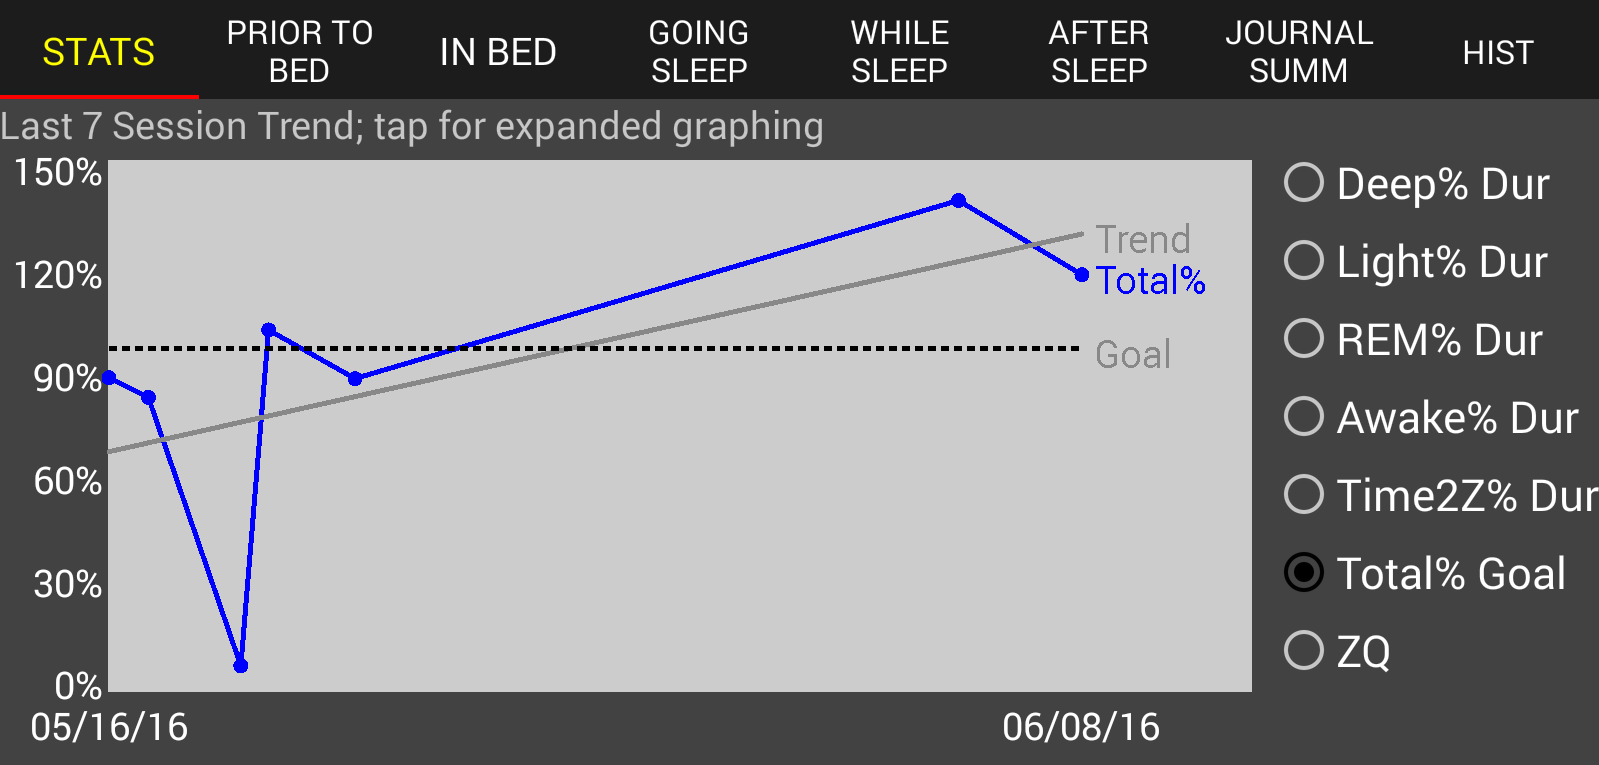 STATS
PRIOR TO
BED
IN BED
GOING
SLEEP
WHILE
SLEEP
AFTER
SLEEP
JOURNAL
SUMM
HIST
Last 7 Session Trend; tap for expanded graphing
150%
120%
90%
60%
30%
0%
05/16/16
06/08/16
Trend
Total%
Goal
Deep% Dur
Light% Dur
REM% Dur
Awake% Dur
Time2Z% Dur
Total% Goal
ZQ